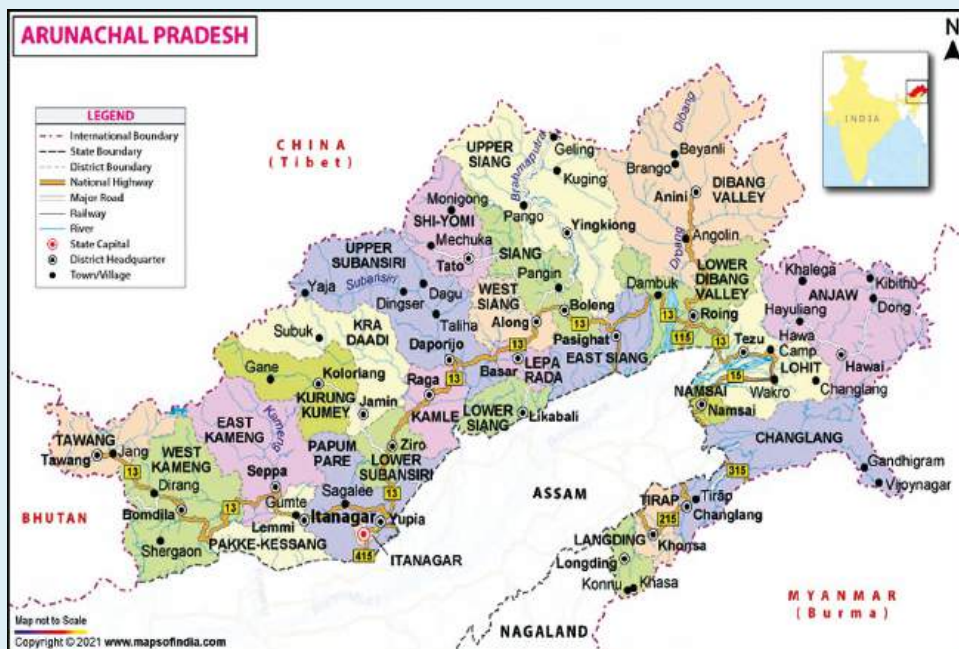 ARUNACHAL PRADESH
N
LEGEND
International Boundary
State Boundary
District Boundary
National Highway
Major Road
Railway
River
State Capital
District Headquarter
Town/Village
INDIA
CHINA
(Tibet)
UPPER
SIANG
Brahmaputra
Geling
Kuging
Dibang
Beyanli
Brango
Anini
DIBANG
VALLEY
Monigong
SHI-YOMI
Mechuka
Tato
Pango
Yingkiong
SIANG
Pangin
Angolin
Dibang
LOWER
DIBANG
VALLEY
UPPER
SUBANSIRI
Subansiri
Yaja
Dingser
Dagu
Taliha
WEST
SIANG
Along
Boleng
13
Dambuk
13
115
Roing
13
Khalega
Kibithu
ANJAW
Dong
Hayuliang
Hawa
Camp
Tezu
LOHIT
Hawai
15
Wakro
Changlang
Subuk
KRA
DAADI
Daporijo
13
Pasighat
EAST SIANG
Basar
LEPA
RADA
Gane
Koloriang
Raga
13
KURUNG
KUMEY
Jamin
KAMLE
LOWER
SIANG
Likabali
NAMSAI
Namsai
CHANGLANG
EAST
KAMENG
Kameng
PAPUM
PARE
Ziro
LOWER
SUBANSIRI
TAWANG
Tawang
Jang
13
WEST
KAMENG
Dirang
Bomdila
Seppa
13
Sagalee
13
Gumte
Lemmi
Itanagar
Yupia
PAKKE-KESSANG
415
ITANAGAR
Shergaon
BHUTAN
ASSAM
315
Gandhigram
Vijoynagar
TIRAP
Tirap
215
Changlang
LANGDING
Khonsa
Longding
Konnu
Khasa
NAGALAND
MYANMAR
(Burma)
Map not to Scale
Copyright © 2021 www.mapsofindia.com